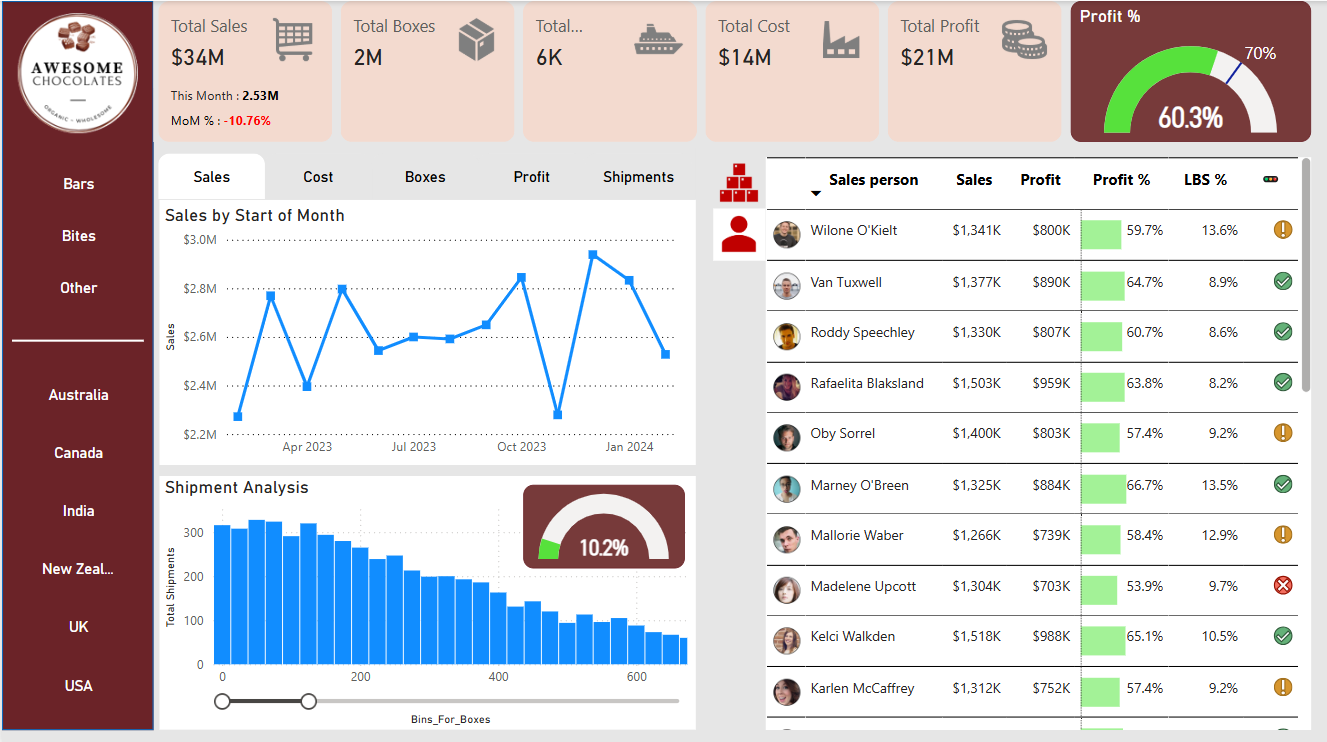 AWESOME
CHOCOLATES
ORGANIC • WHOLESOME
Bars
Bites
Other
Australia
Canada
India
New Zeal...
UK
USA
Total Sales
$34M
This Month : 2.53M
MoM % : -10.76%
Total Boxes
2M
Total...
6K
Total Cost
$14M
Total Profit
$21M
Profit %
70%
60.3%
Sales Cost Boxes Profit Shipments
Sales by Start of Month
Sales
$3.0M
$2.8M
$2.6M
$2.4M
$2.2M
Apr 2023 Jul 2023 Oct 2023 Jan 2024
Shipment Analysis
10.2%
Total Shipments
300
200
100
0
0 200 400 600
Bins_For_Boxes
Sales person Sales Profit Profit % LBS %
Wilone O'Kielt $1,341K $800K 59.7% 13.6%
Van Tuxwell $1,377K $890K 64.7% 8.9%
Roddy Speechley $1,330K $807K 60.7% 8.6%
Rafaelita Blaksland $1,503K $959K 63.8% 8.2%
Oby Sorrel $1,400K $803K 57.4% 9.2%
Marney O'Breen $1,325K $884K 66.7% 13.5%
Mallorie Waber $1,266K $739K 58.4% 12.9%
Madelene Upcott $1,304K $703K 53.9% 9.7%
Kelci Walkden $1,518K $988K 65.1% 10.5%
Karlen McCaffrey $1,312K $752K 57.4% 9.2%